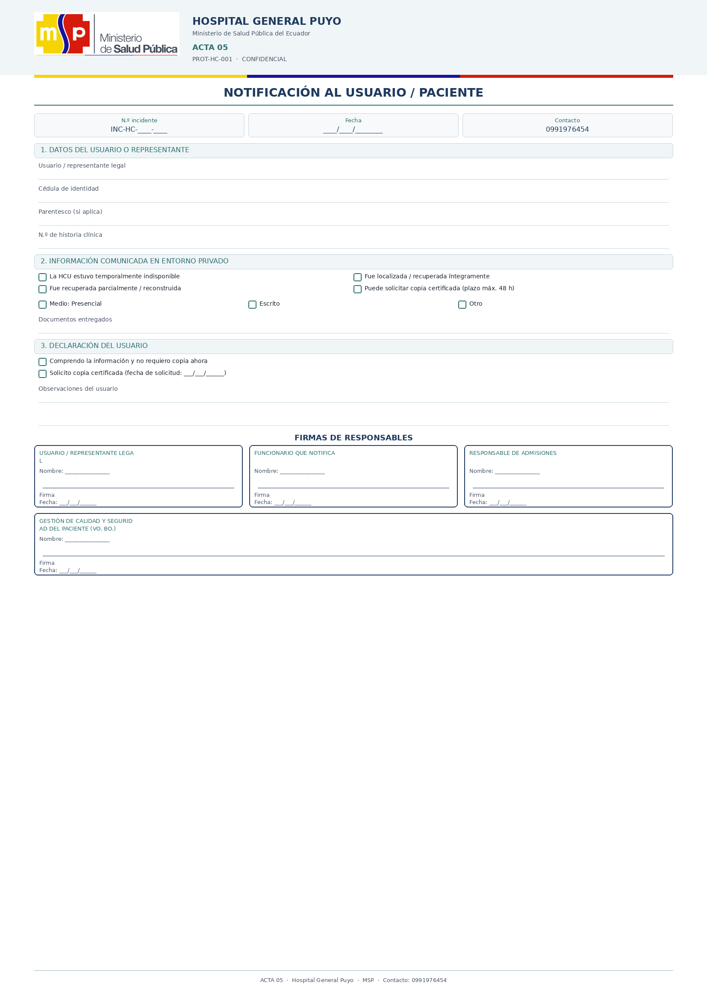 msp
Ministerio
de Salud Pública
HOSPITAL GENERAL PUYO
Ministerio de Salud Pública del Ecuador
ACTA 05
PROT-HC-001 · CONFIDENCIAL
NOTIFICACIÓN AL USUARIO / PACIENTE
N.º incidente
INC-HC-____-____
Fecha
____/____/________
Contacto
0991976454
1. DATOS DEL USUARIO O REPRESENTANTE
Usuario / representante legal
Cédula de identidad
Parentesco (si aplica)
N.º de historia clínica
2. INFORMACIÓN COMUNICADA EN ENTORNO PRIVADO
La HCU estuvo temporalmente indisponible
Fue localizada / recuperada íntegramente
Fue recuperada parcialmente / reconstruida
Puede solicitar copia certificada (plazo máx. 48 h)
Medio: Presencial
Escrito
Otro
Documentos entregados
3. DECLARACIÓN DEL USUARIO
Comprendo la información y no requiero copia ahora
Solicito copia certificada (fecha de solicitud: ___/___/______)
Observaciones del usuario
FIRMAS DE RESPONSABLES
USUARIO / REPRESENTANTE LEGA
L
Nombre: ________________
Firma
Fecha: ___/___/______
FUNCIONARIO QUE NOTIFICA
Nombre: ________________
Firma
Fecha: ___/___/______
RESPONSABLE DE ADMISIONES
Nombre: ________________
Firma
Fecha: ___/___/______
GESTIÓN DE CALIDAD Y SEGURID
AD DEL PACIENTE (VO. BO.)
Nombre: ________________
Firma
Fecha: ___/___/______
ACTA 05 · Hospital General Puyo · MSP · Contacto: 0991976454